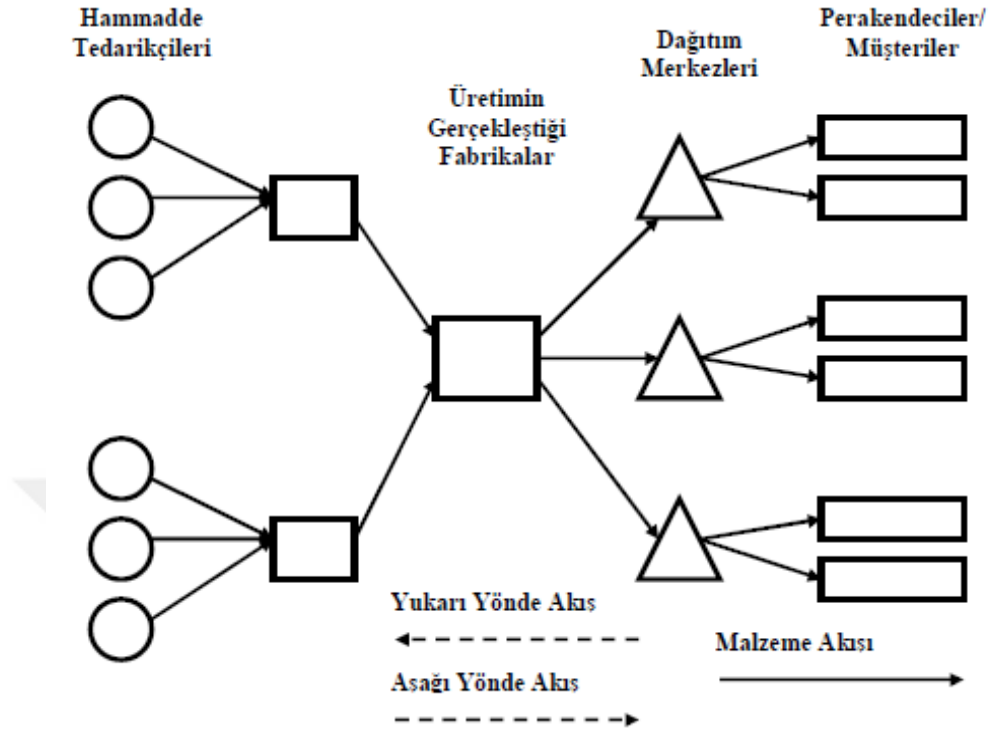 Hammadde
Tedarikçileri
Üretimin
Gerçekleştiği
Fabrikalar
Dağıtım
Merkezleri
Perakendeciler/
Müşteriler
Yukarı Yönde Akış
Aşağı Yönde Akış
Malzeme Akışı